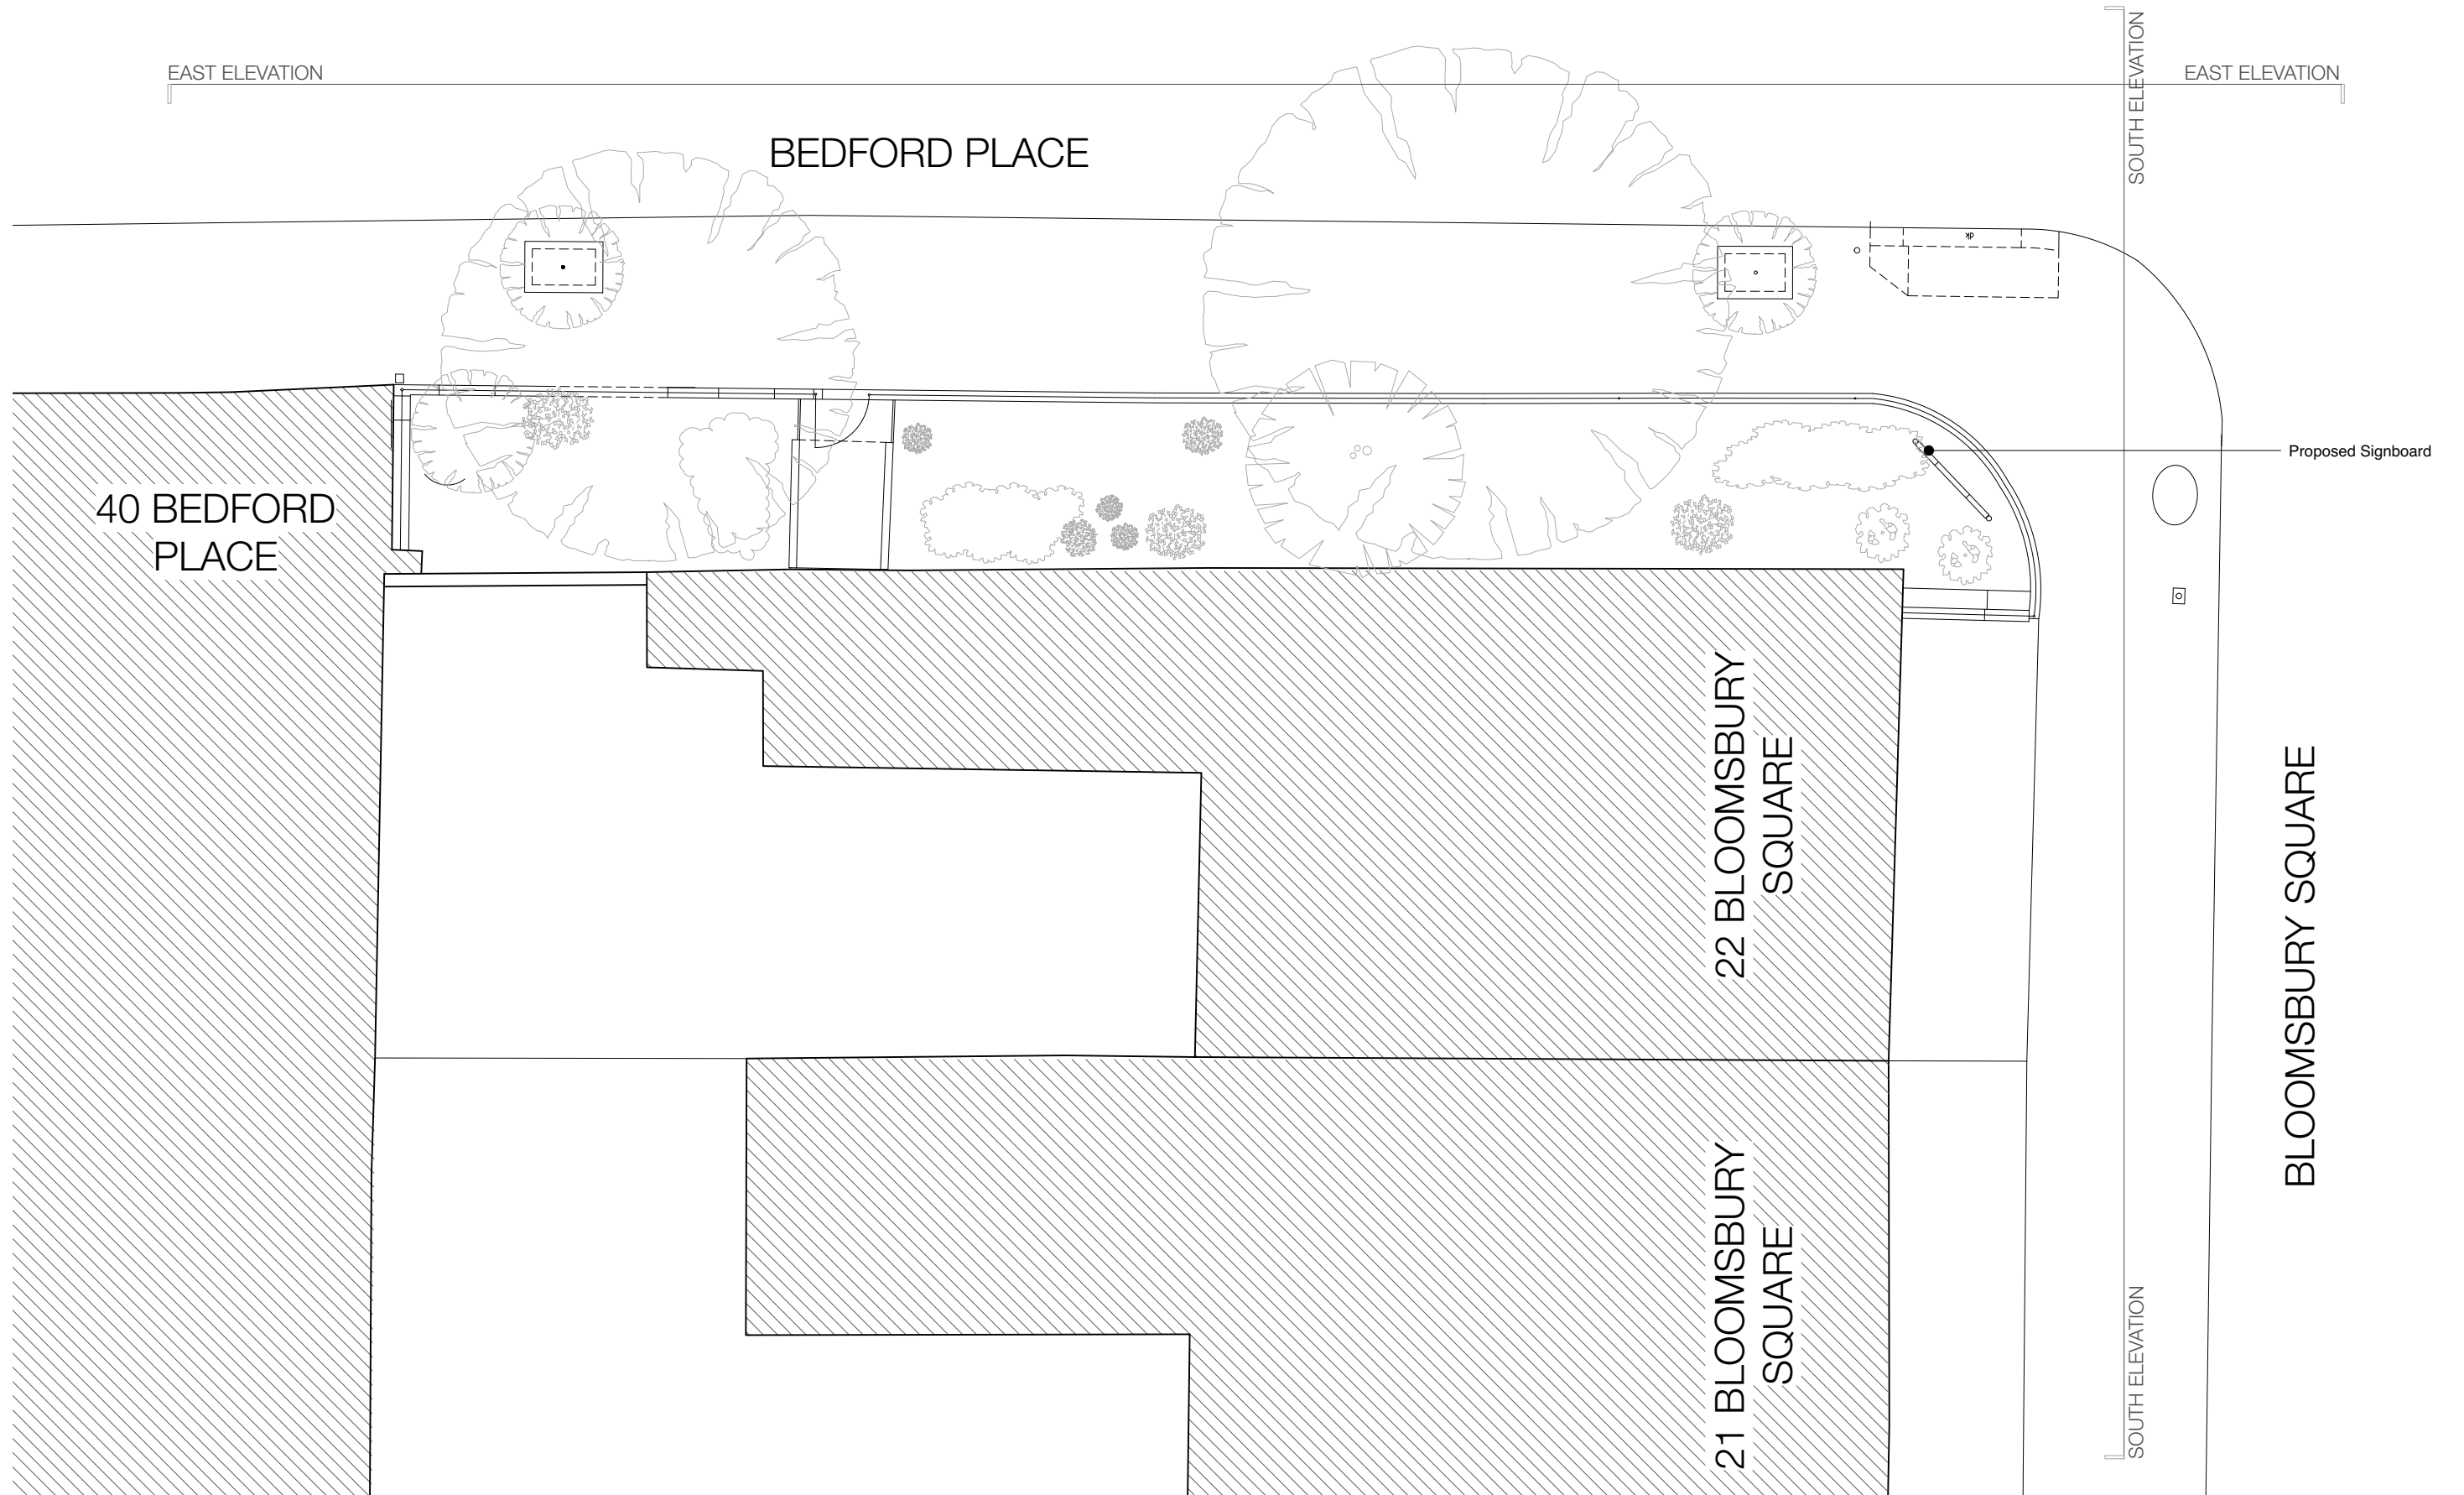 EAST ELEVATION
EAST ELEVATION
SOUTH ELEVATION
BEDFORD PLACE
dk
Proposed Signboard
40 BEDFORD
PLACE
22 BLOOMSBURY
SQUARE
BLOOMSBURY SQUARE
21 BLOOMSBURY
SQUARE
SOUTH ELEVATION